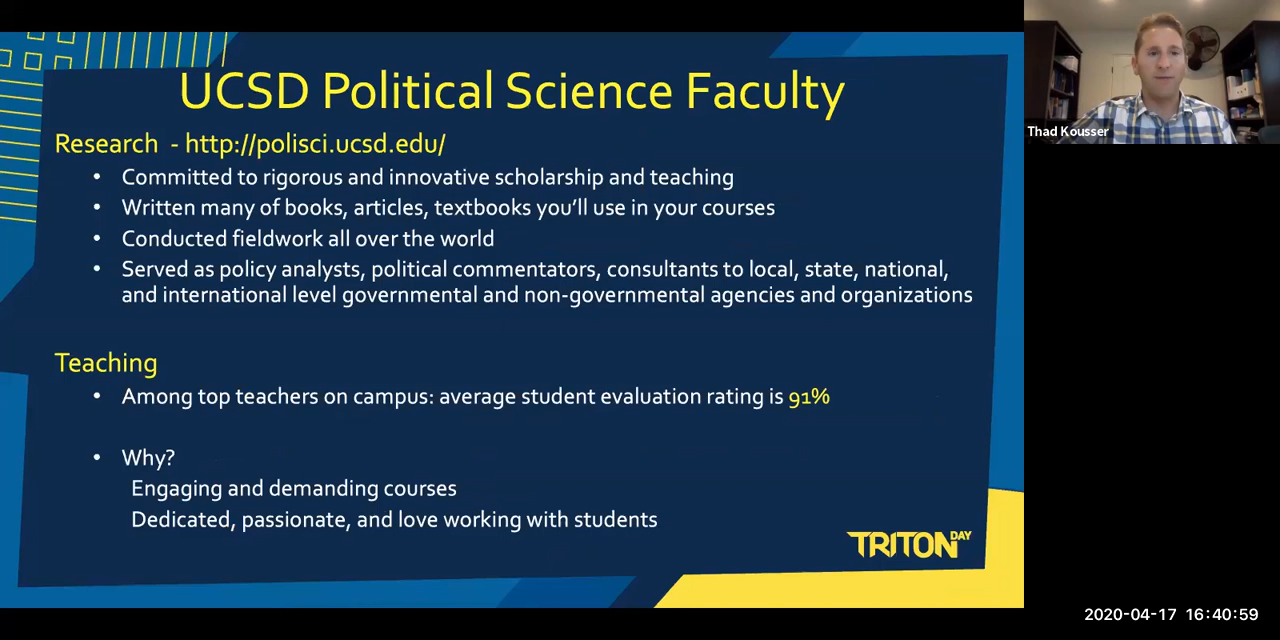 UCSD Political Science Faculty
Research - http://polisci.ucsd.edu/
• Committed to rigorous and innovative scholarship and teaching
• Written many of books, articles, textbooks you’ll use in your courses
• Conducted fieldwork all over the world
• Served as policy analysts, political commentators, consultants to local, state, national,
and international level governmental and non-governmental agencies and organizations
Teaching
• Among top teachers on campus: average student evaluation rating is 91%
• Why?
Engaging and demanding courses
Dedicated, passionate, and love working with students
TRITON DAY
Thad Kousser
2020-04-17 16:40:59